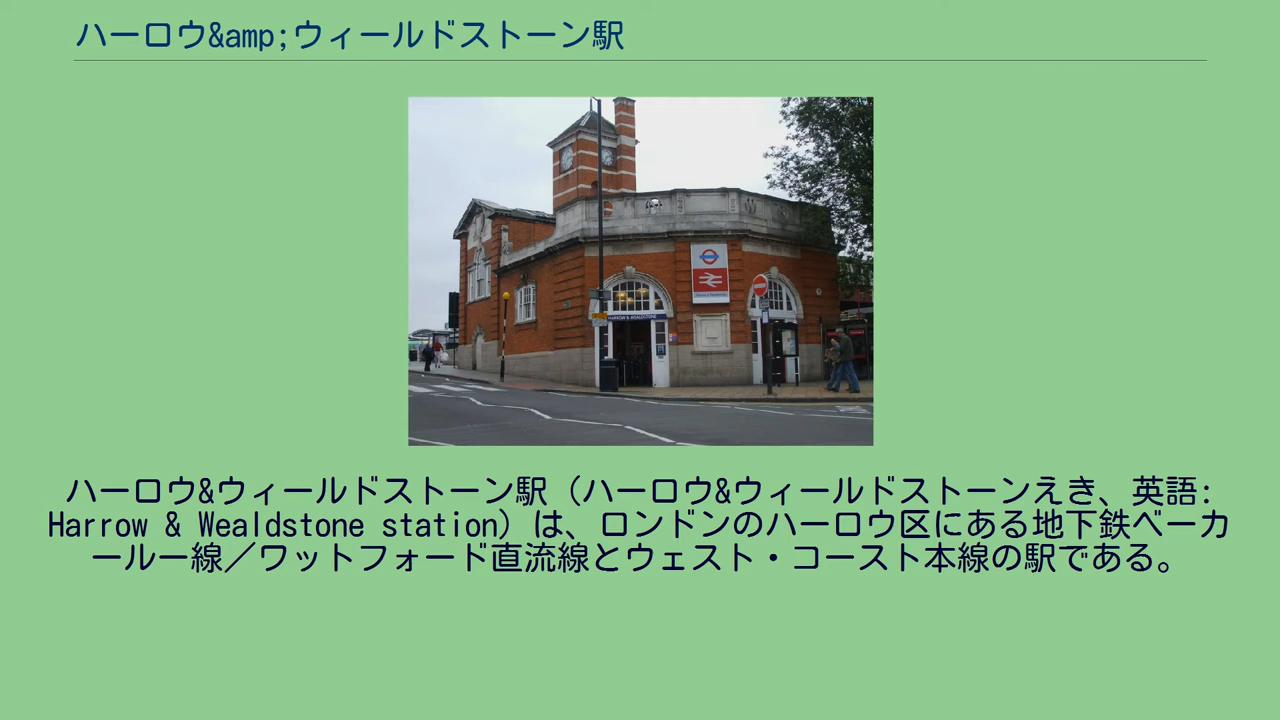 ハーロウ&amp;ウィールドストーン駅
HARROW & WEALDSTONE
ハーロウ&ウィールドストーン駅（ハーロウ&ウィールドストーンえき、英語:
Harrow & Wealdstone station）は、ロンドンのハーロウ区にある地下鉄ベーカ
ールー線／ワットフォード直流線とウェスト・コースト本線の駅である。